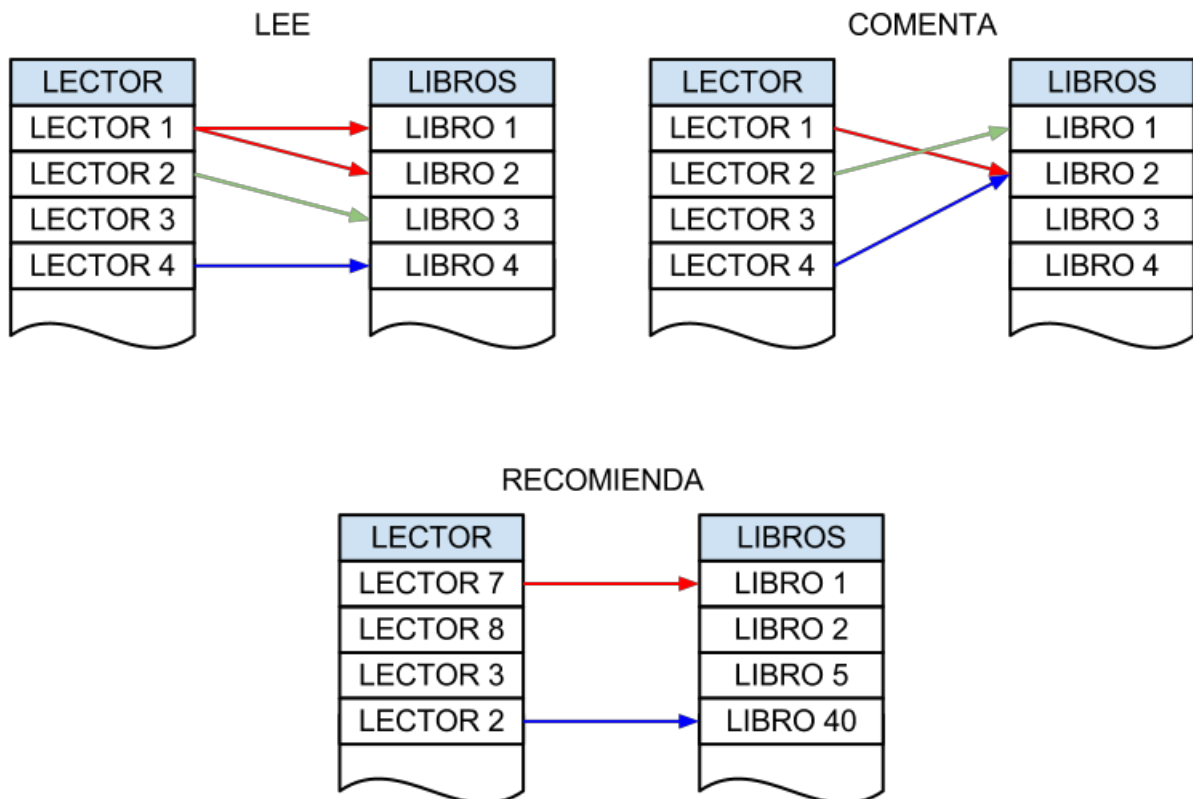 LEE
LECTOR LIBROS
LECTOR 1 LIBRO 1
LECTOR 2 LIBRO 2
LECTOR 3 LIBRO 3
LECTOR 4 LIBRO 4
COMENTA
LECTOR LIBROS
LECTOR 1 LIBRO 1
LECTOR 2 LIBRO 2
LECTOR 3 LIBRO 3
LECTOR 4 LIBRO 4
RECOMIENDA
LECTOR LIBROS
LECTOR 7 LIBRO 1
LECTOR 8 LIBRO 2
LECTOR 3 LIBRO 5
LECTOR 2 LIBRO 40